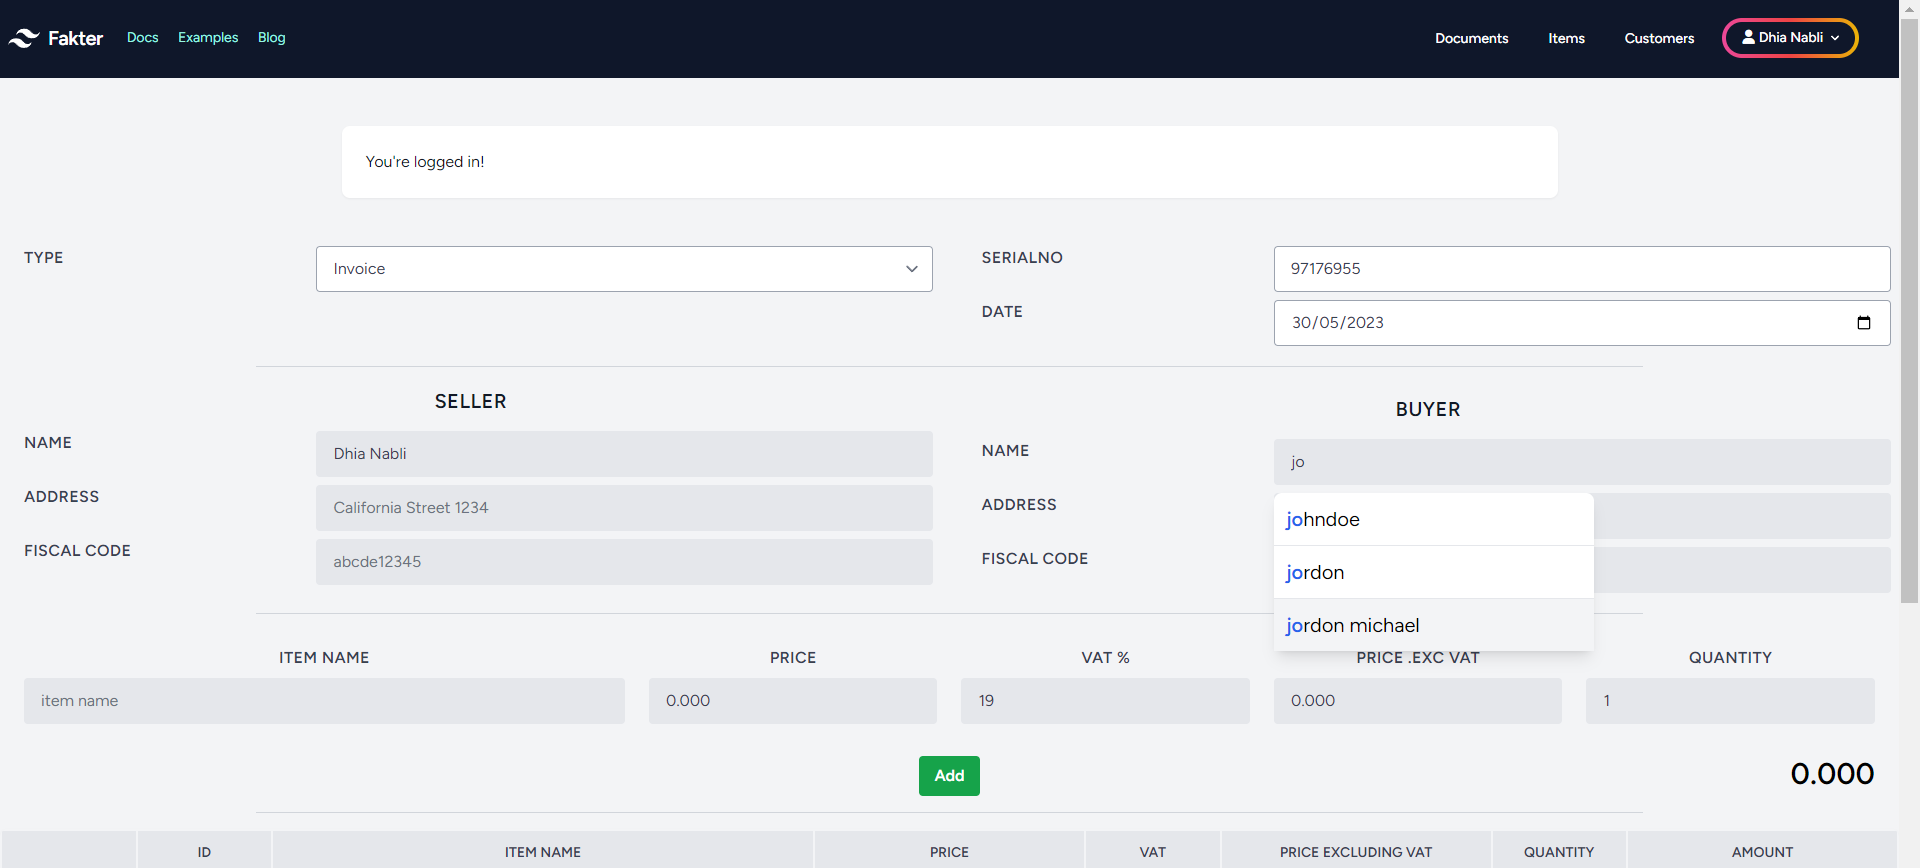 Fakter Docs Examples Blog Documents Items Customers Dhia Nabli
You're logged in!
TYPE Invoice SERIALNO 97176955
DATE 30/05/2023
SELLER
BUYER
NAME Dhia Nabli
NAME jo
ADDRESS California Street 1234
ADDRESS
FISCAL CODE abcde12345
FISCAL CODE
johndoe
jordon
jordon michael
ITEM NAME PRICE VAT % PRICE .EXC VAT QUANTITY
item name 0.000 19 0.000 1
Add 0.000
ID ITEM NAME PRICE VAT PRICE EXCLUDING VAT QUANTITY AMOUNT